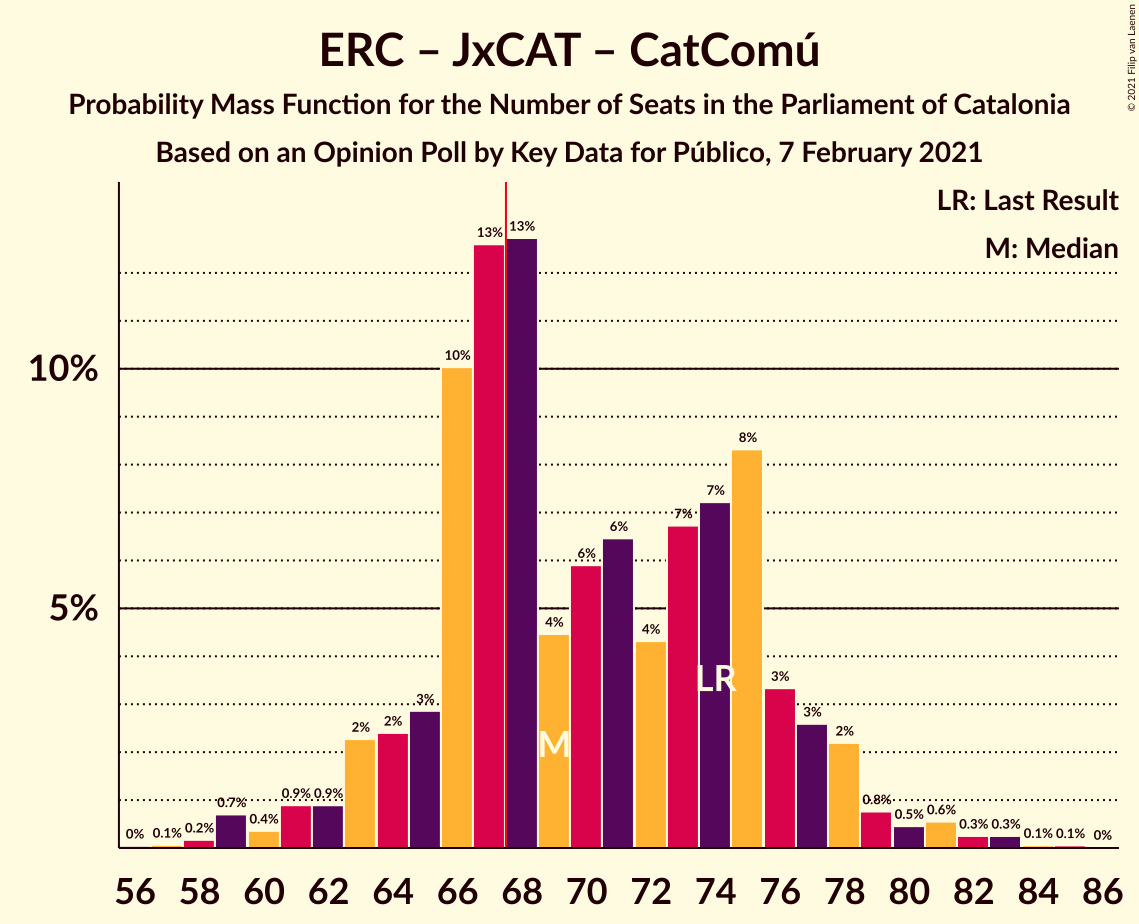 ERC – JxCAT – CatComú
Probability Mass Function for the Number of Seats in the Parliament of Catalonia
Based on an Opinion Poll by Key Data for Público, 7 February 2021
© 2021 Filip van Laenen
LR: Last Result
M: Median
10%
5%
0% 0.1% 0.2% 0.7% 0.4% 0.9% 0.9% 2% 2% 3% 10% 13% 13% 4% 6% 6% 4% 7% 7% 8% 3% 3% 2% 0.8% 0.5% 0.6% 0.3% 0.3% 0.1% 0.1% 0%
M
LR
56 58 60 62 64 66 68 70 72 74 76 78 80 82 84 86